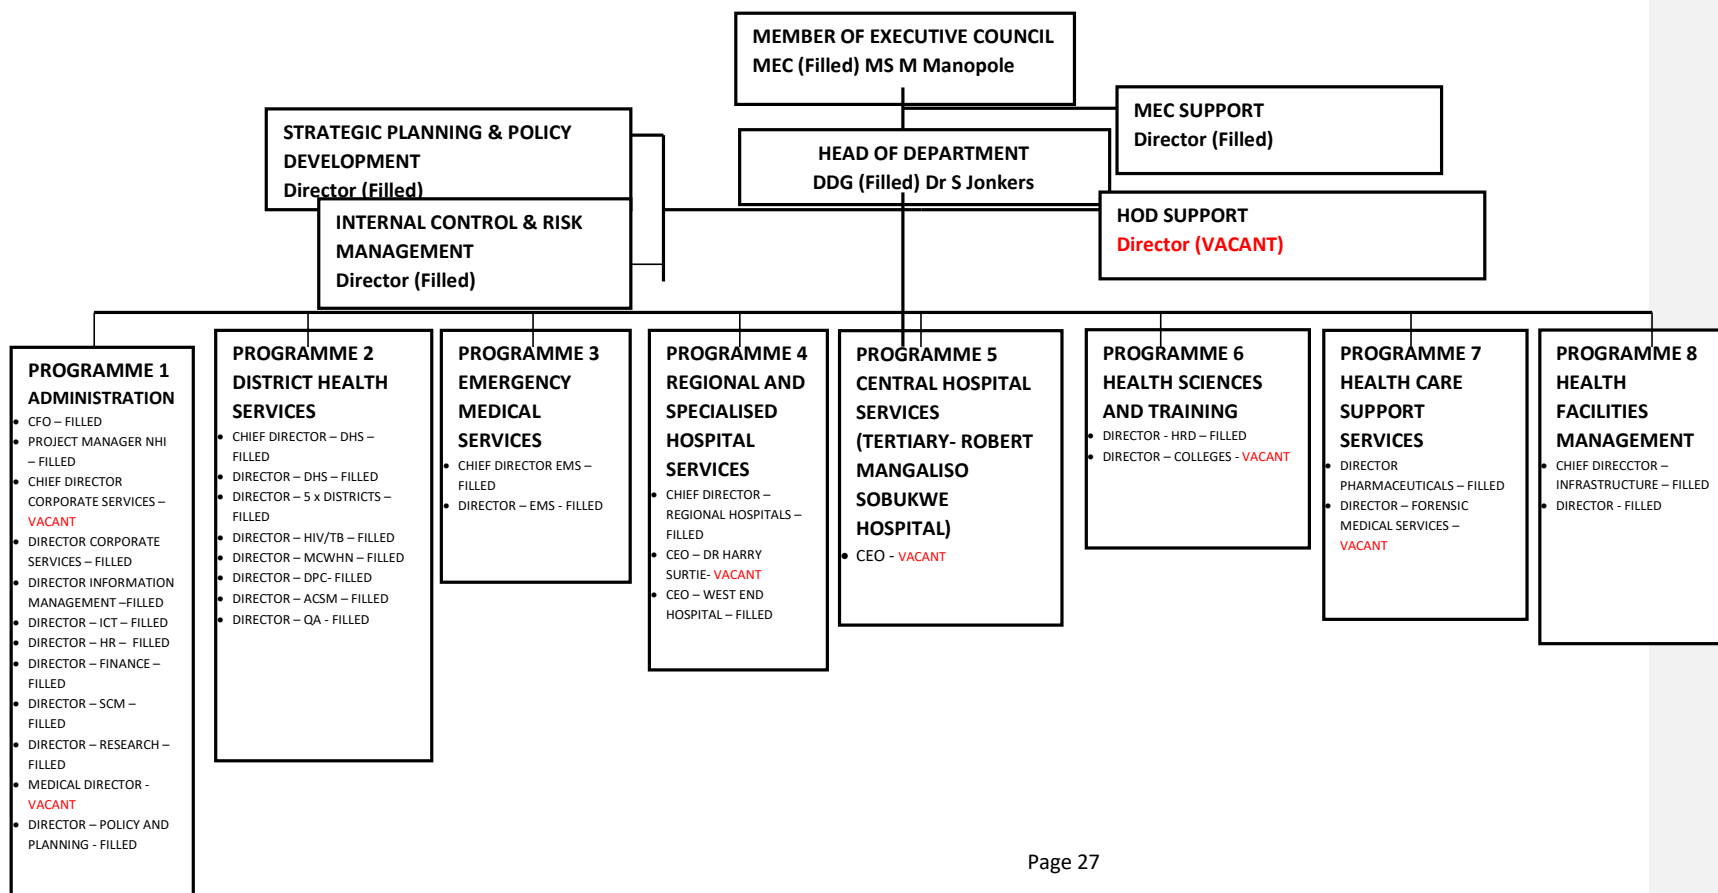 MEMBER OF EXECUTIVE COUNCIL
MEC (Filled) MS M Manopole
MEC SUPPORT
Director (Filled)
STRATEGIC PLANNING & POLICY
DEVELOPMENT
Director (Filled)
HEAD OF DEPARTMENT
DDG (Filled) Dr S Jonkers
INTERNAL CONTROL & RISK
MANAGEMENT
Director (Filled)
HOD SUPPORT
Director (VACANT)
PROGRAMME 1
ADMINISTRATION
• CFO – FILLED
• PROJECT MANAGER NHI
– FILLED
• CHIEF DIRECTOR
CORPORATE SERVICES –
VACANT
• DIRECTOR CORPORATE
SERVICES – FILLED
• DIRECTOR INFORMATION
MANAGEMENT –FILLED
• DIRECTOR – ICT – FILLED
• DIRECTOR – HR – FILLED
• DIRECTOR – FINANCE –
FILLED
• DIRECTOR – SCM –
FILLED
• DIRECTOR – RESEARCH –
FILLED
• MEDICAL DIRECTOR -
VACANT
• DIRECTOR – POLICY AND
PLANNING - FILLED
PROGRAMME 2
DISTRICT HEALTH
SERVICES
• CHIEF DIRECTOR – DHS –
FILLED
• DIRECTOR – DHS – FILLED
• DIRECTOR – 5 x DISTRICTS –
FILLED
• DIRECTOR – HIV/TB – FILLED
• DIRECTOR – MCWHN – FILLED
• DIRECTOR – DPC- FILLED
• DIRECTOR – ACSM – FILLED
• DIRECTOR – QA - FILLED
PROGRAMME 3
EMERGENCY
MEDICAL
SERVICES
• CHIEF DIRECTOR EMS –
FILLED
• DIRECTOR – EMS - FILLED
PROGRAMME 4
REGIONAL AND
SPECIALISED
HOSPITAL
SERVICES
• CHIEF DIRECTOR –
REGIONAL HOSPITALS –
FILLED
• CEO – DR HARRY
SURTIE- VACANT
• CEO – WEST END
HOSPITAL – FILLED
PROGRAMME 5
CENTRAL HOSPITAL
SERVICES
(TERTIARY- ROBERT
MANGALISO
SOBUKWE
HOSPITAL)
• CEO - VACANT
PROGRAMME 6
HEALTH SCIENCES
AND TRAINING
• DIRECTOR - HRD – FILLED
• DIRECTOR – COLLEGES - VACANT
PROGRAMME 7
HEALTH CARE
SUPPORT
SERVICES
• DIRECTOR
PHARMACEUTICALS – FILLED
• DIRECTOR – FORENSIC
MEDICAL SERVICES –
VACANT
PROGRAMME 8
HEALTH
FACILITIES
MANAGEMENT
• CHIEF DIRECCTOR –
INFRASTRUCTURE – FILLED
• DIRECTOR - FILLED
Page 27